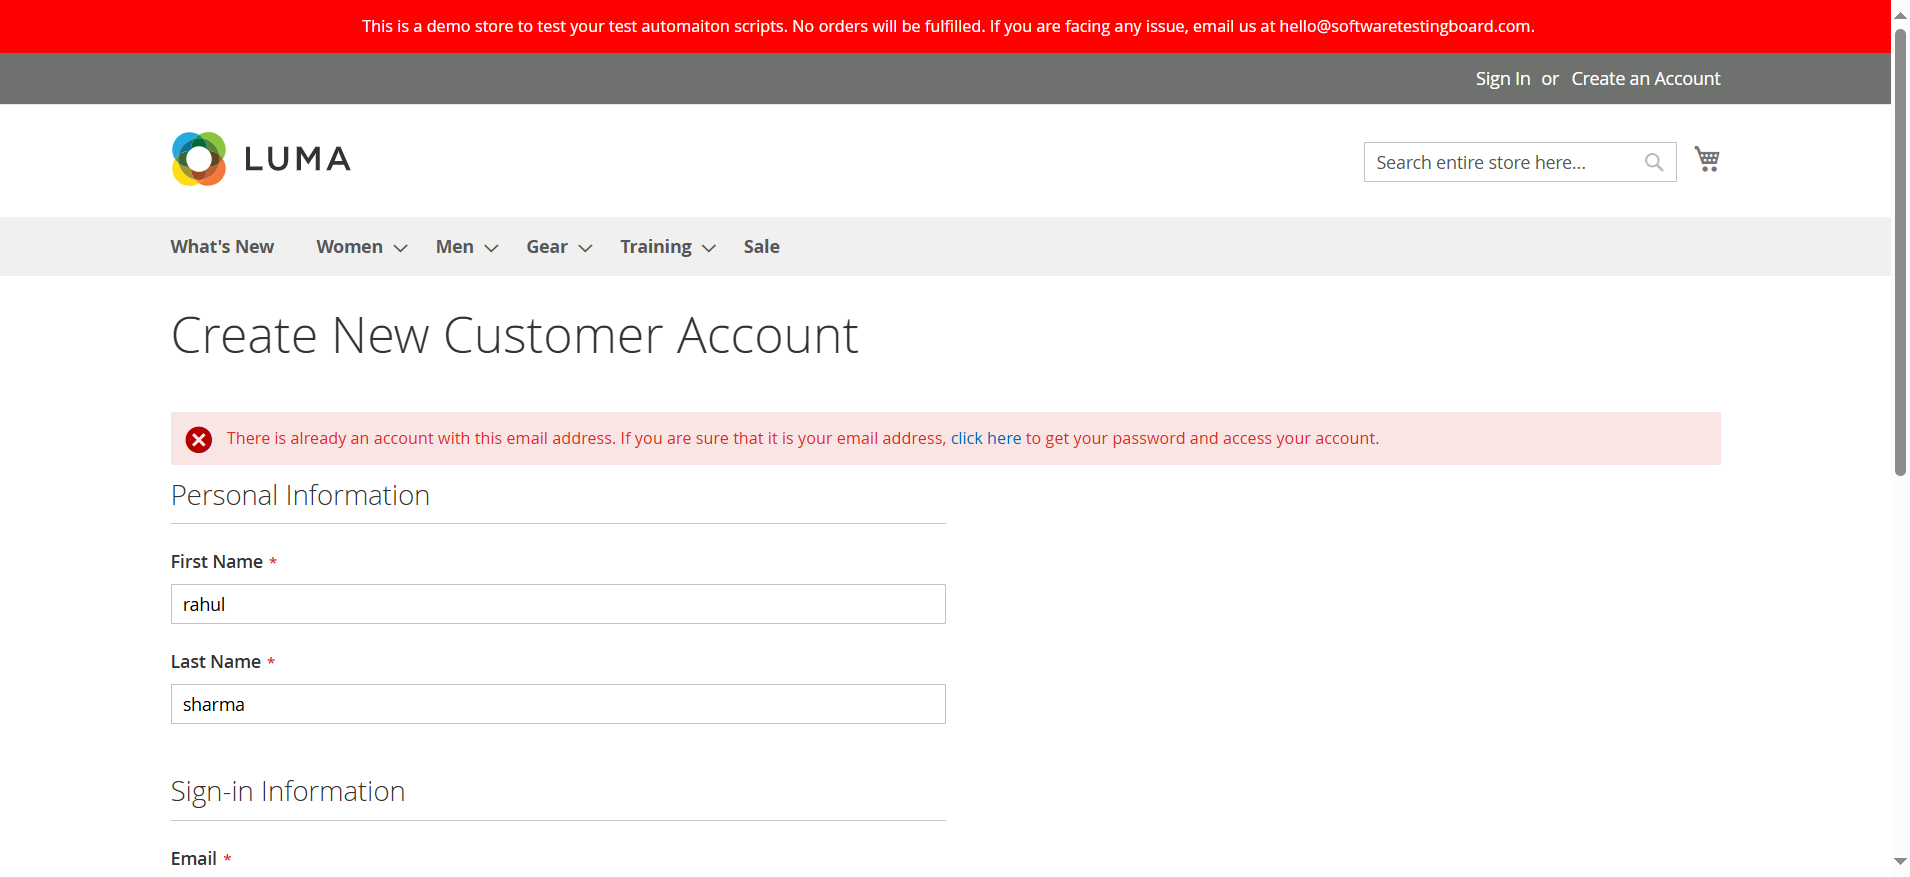 This is a demo store to test your test automaiton scripts. No orders will be fulfilled. If you are facing any issue, email us at hello@softwaretestingboard.com.
Sign In or Create an Account
LUMA
Search entire store here...
What's New Women Men Gear Training Sale
Create New Customer Account
There is already an account with this email address. If you are sure that it is your email address, click here to get your password and access your account.
Personal Information
First Name *
rahul
Last Name *
sharma
Sign-in Information
Email *